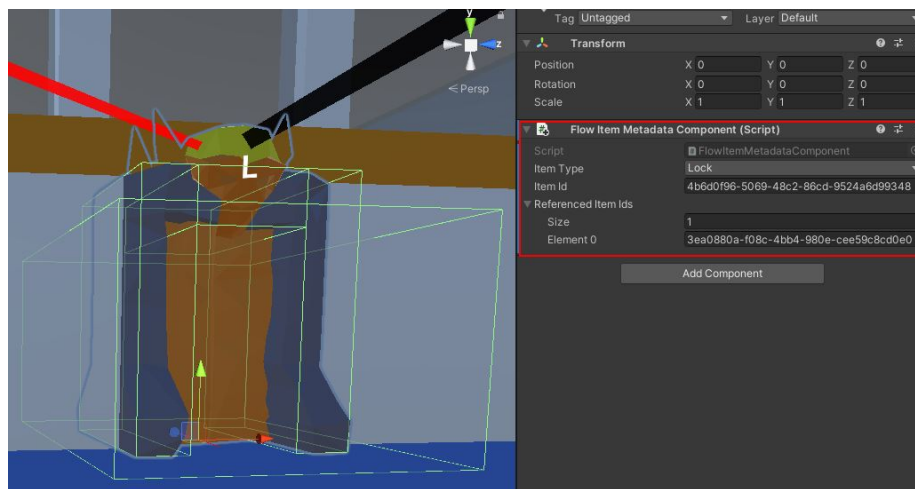 y
z
Persp
L
Tag Untagged Layer Default
Transform
Position X 0 Y 0 Z 0
Rotation X 0 Y 0 Z 0
Scale X 1 Y 1 Z 1
Flow Item Metadata Component (Script)
Script FlowItemMetadataComponent
Item Type Lock
Item Id 4b6d0f96-5069-48c2-86cd-9524a6d99348
Referenced Item Ids
Size 1
Element 0 3ea0880a-f08c-4bb4-980e-cee59c8cd0e0
Add Component